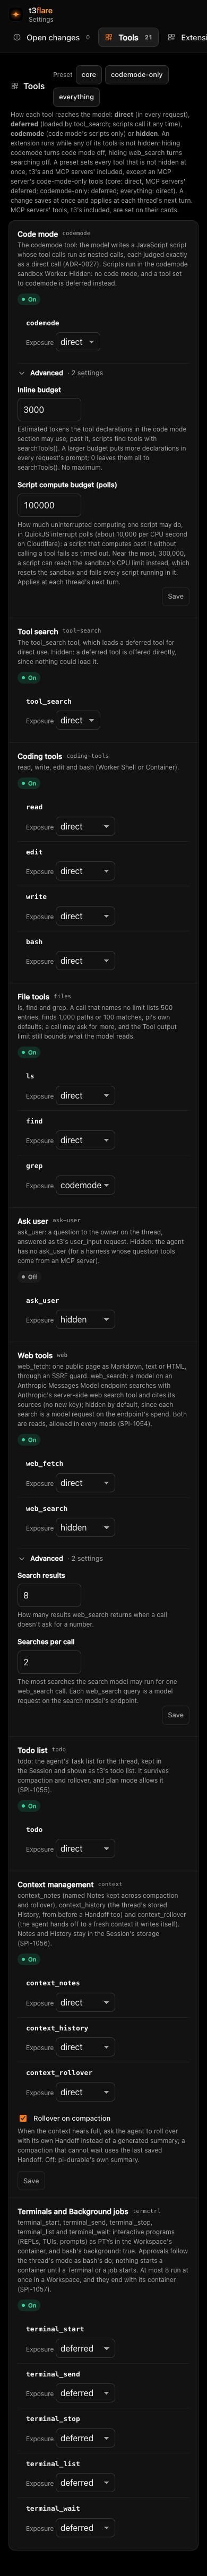 t3flare
Settings
Open changes 0
Tools 21
Extensi
Tools
Preset
core
codemode-only
everything
How each tool reaches the model: direct (in every request),
deferred (loaded by tool_search; scripts call it any time),
codemode (code mode's scripts only) or hidden. An
extension runs while any of its tools is not hidden: hiding
codemode turns code mode off, hiding web_search turns
searching off. A preset sets every tool that is not hidden at
once, t3's and MCP servers' included, except an MCP
server's code-mode-only tools (core: direct, MCP servers'
deferred; codemode-only: deferred; everything: direct). A
change saves at once and applies at each thread's next turn.
MCP servers' tools, t3's included, are set on their cards.
Code mode codemode
The codemode tool: the model writes a JavaScript script
whose tool calls run as nested calls, each judged exactly
as a direct call (ADR-0027). Scripts run in the codemode
sandbox Worker. Hidden: no code mode, and a tool set
to codemode is deferred instead.
On
codemode
Exposure direct
Advanced · 2 settings
Inline budget
3000
Estimated tokens the tool declarations in the code mode
section may use; past it, scripts find tools with
searchTools(). A larger budget puts more declarations in
every request's prompt; 0 leaves them all to
searchTools(). No maximum.
Script compute budget (polls)
100000
How much uninterrupted computing one script may do,
in QuickJS interrupt polls (about 10,000 per CPU second
on Cloudflare): a script that computes past it without
calling a tool fails as timed out. Near the most, 300,000,
a script can reach the sandbox's CPU limit instead, which
resets the sandbox and fails every script running in it.
Applies at each thread's next turn.
Save
Tool search tool-search
The tool_search tool, which loads a deferred tool for
direct use. Hidden: a deferred tool is offered directly,
since nothing could load it.
On
tool_search
Exposure direct
Coding tools coding-tools
read, write, edit and bash (Worker Shell or Container).
On
read
Exposure direct
edit
Exposure direct
write
Exposure direct
bash
Exposure direct
File tools files
ls, find and grep. A call that names no limit lists 500
entries, finds 1,000 paths or 100 matches, pi's own
defaults; a call may ask for more, and the Tool output
limit still bounds what the model reads.
On
ls
Exposure direct
find
Exposure direct
grep
Exposure codemode
Ask user ask-user
ask_user: a question to the owner on the thread,
answered as t3's user_input request. Hidden: the agent
has no ask_user (for a harness whose question tools
come from an MCP server).
Off
ask_user
Exposure hidden
Web tools web
web_fetch: one public page as Markdown, text or HTML,
through an SSRF guard. web_search: a model on an
Anthropic Messages Model endpoint searches with
Anthropic's server-side web search tool and cites its
sources (no new key); hidden by default, since each
search is a model request on the endpoint's spend. Both
are reads, allowed in every mode (SPI-1054).
On
web_fetch
Exposure direct
web_search
Exposure hidden
Advanced · 2 settings
Search results
8
How many results web_search returns when a call
doesn't ask for a number.
Searches per call
2
The most searches the search model may run for one
web_search call. Each web_search query is a model
request on the search model's endpoint.
Save
Todo list todo
todo: the agent's Task list for the thread, kept in
the Session and shown as t3's todo list. It survives
compaction and rollover, and plan mode allows it
(SPI-1055).
On
todo
Exposure direct
Context management context
context_notes (named Notes kept across compaction
and rollover), context_history (the thread's stored
History, from before a Handoff too) and context_rollover
(the agent hands off to a fresh context it writes itself).
Notes and History stay in the Session's storage
(SPI-1056).
On
context_notes
Exposure direct
context_history
Exposure direct
context_rollover
Exposure direct
Rollover on compaction
When the context nears full, ask the agent to roll over
with its own Handoff instead of a generated summary; a
compaction that cannot wait uses the last saved
Handoff. Off: pi-durable's own summary.
Save
Terminals and Background jobs termctrl
terminal_start, terminal_send, terminal_stop,
terminal_list and terminal_wait: interactive programs
(REPLs, TUIs, prompts) as PTYs in the Workspace's
container, and bash's background: true. Approvals follow
the thread's mode as bash's do; nothing starts a
container until a Terminal or a job starts. At most 8 run at
once in a Workspace, and they end with its container
(SPI-1057).
On
terminal_start
Exposure deferred
terminal_send
Exposure deferred
terminal_stop
Exposure deferred
terminal_list
Exposure deferred
terminal_wait
Exposure deferred